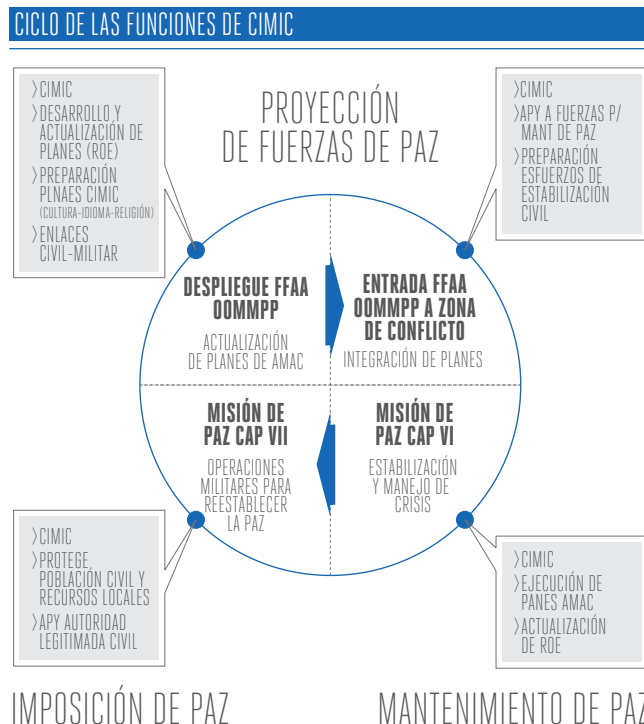 CICLO DE LAS FUNCIONES DE CIMIC
>CIMIC
>DESARROLLO Y
ACTUALIZACIÓN DE
PLANES (ROE)
>PREPARACIÓN
PLNAES CIMIC
(CULTURA-IDIOMA-RELIGIÓN)
>ENLACES
CIVIL-MILITAR
PROYECCIÓN
DE FUERZAS DE PAZ
>CIMIC
>APY A FUERZAS P/
MANT DE PAZ
>PREPARACIÓN
ESFUERZOS DE
ESTABILIZACIÓN
CIVIL
DESPLIEGUE FFAA
OOMMPP
ACTUALIZACIÓN
DE PLANES DE AMAC
ENTRADA FFAA
OOMMPP A ZONA
DE CONFLICTO
INTEGRACIÓN DE PLANES
MISIÓN DE
PAZ CAP VII
OPERACIONES
MILITARES PARA
REESTABLECER
LA PAZ
MISIÓN DE
PAZ CAP VI
ESTABILIZACIÓN
Y MANEJO DE
CRISIS
>CIMIC
>PROTEGE
POBLACIÓN CIVIL Y
RECURSOS LOCALES
>APY AUTORIDAD
LEGITIMADA CIVIL
>CIMIC
>EJECUCIÓN DE
PANES AMAC
>ACTUALIZACIÓN
DE ROE
IMPOSICIÓN DE PAZ
MANTENIMIENTO DE PAZ